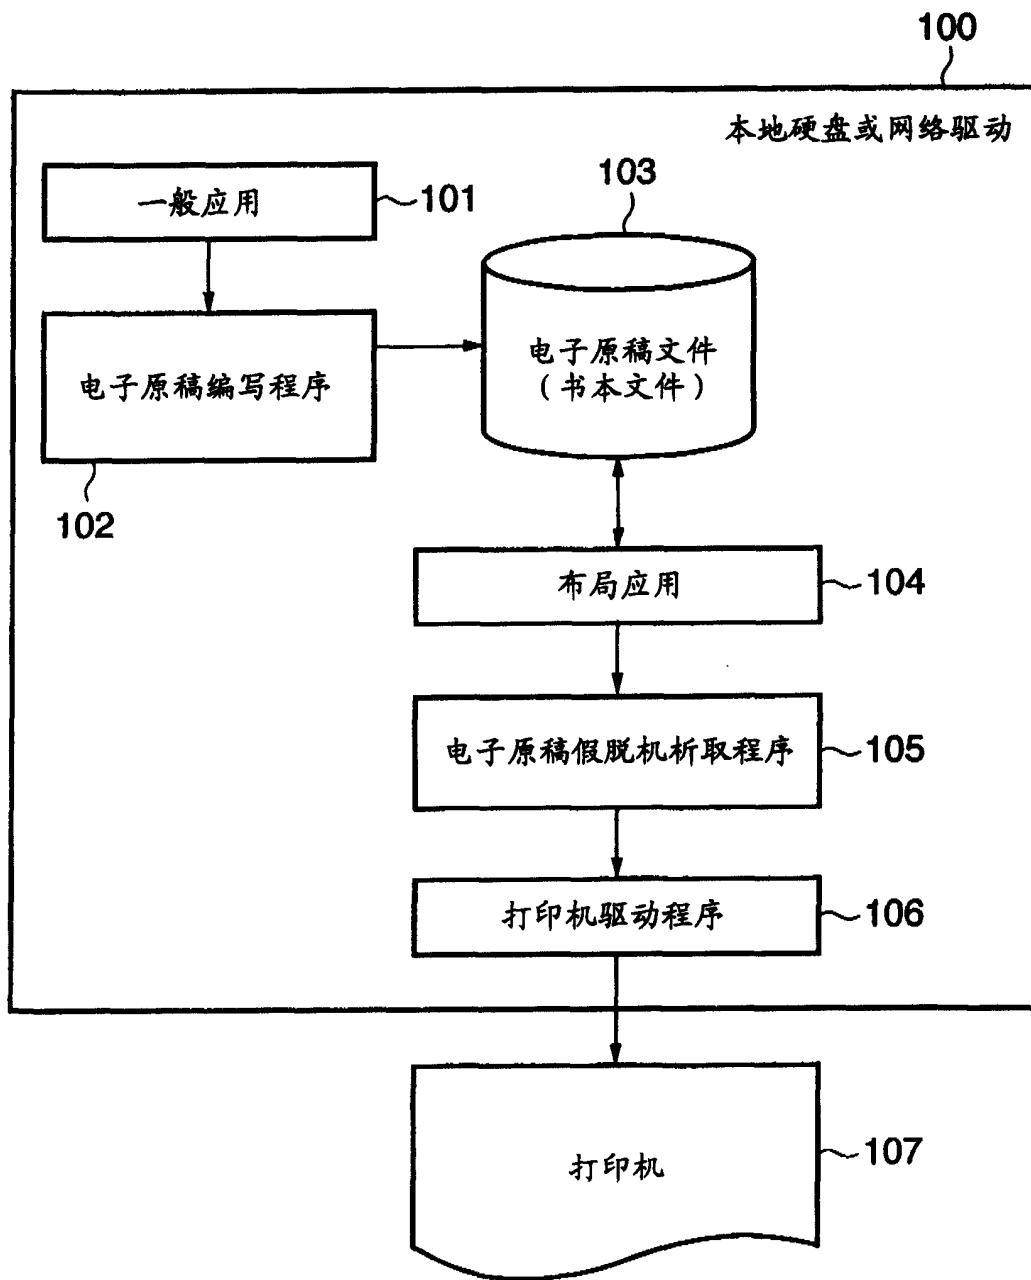 100
本地硬盘或网络驱动
一般应用
101
103
电子原稿编写程序
电子原稿文件
（书本文件）
102
布局应用
104
电子原稿假脱机析取程序
105
打印机驱动程序
106
打印机
107